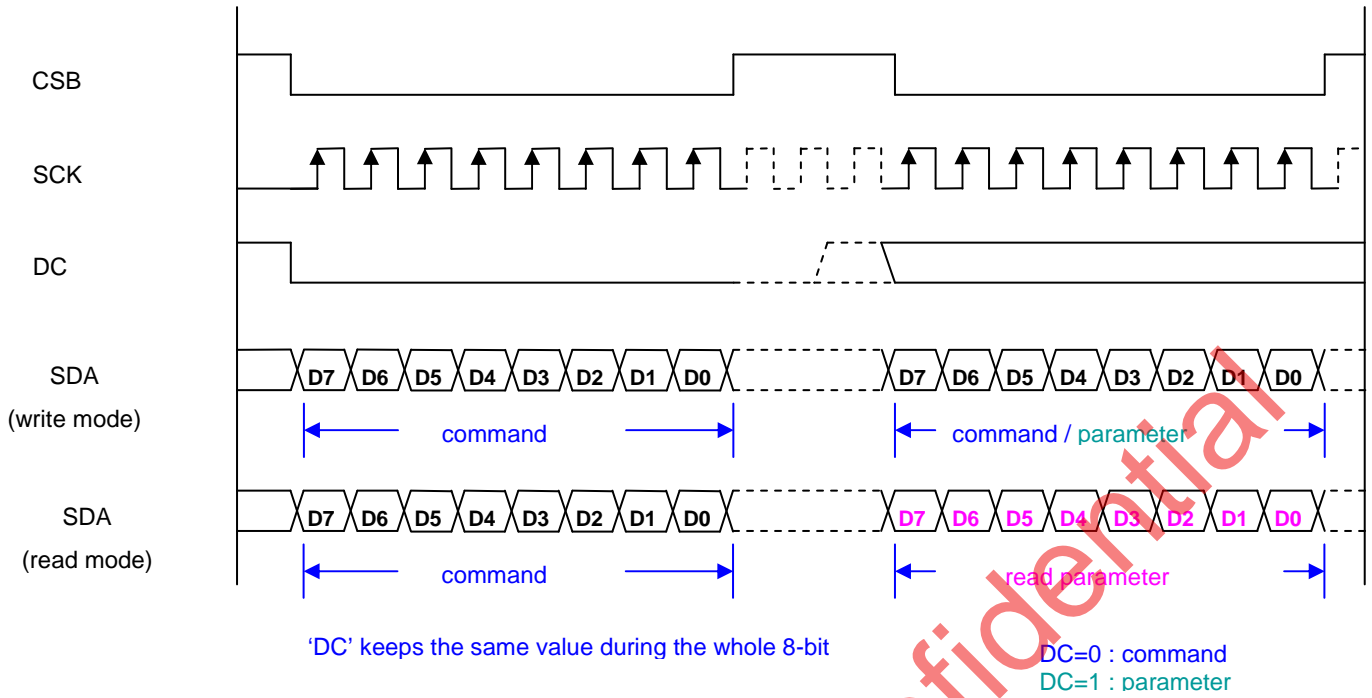 CSB
SCK
DC
SDA
(write mode)
D7 D6 D5 D4 D3 D2 D1 D0 D7 D6 D5 D4 D3 D2 D1 D0
command command / parameter
SDA
(read mode)
D7 D6 D5 D4 D3 D2 D1 D0 D7 D6 D5 D4 D3 D2 D1 D0
command read parameter
‘DC’ keeps the same value during the whole 8-bit
DC=0 : command
DC=1 : parameter
fidential